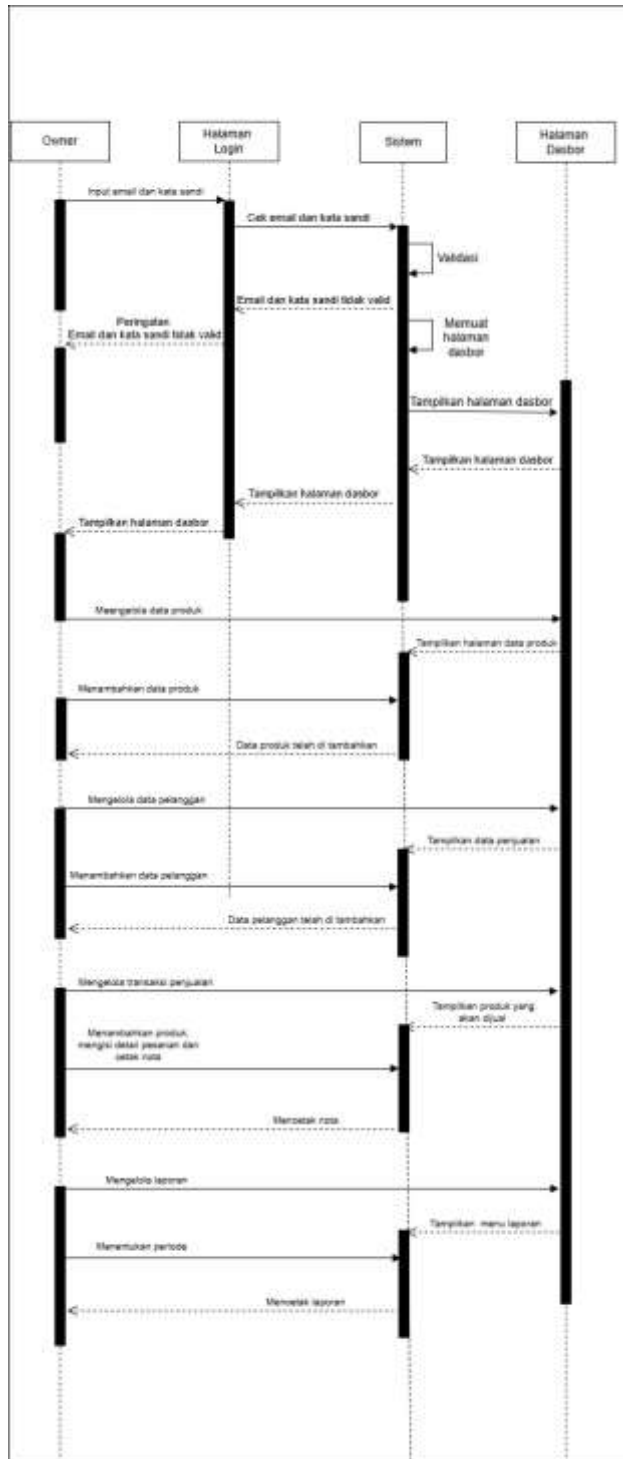 Owner
Halaman
Login
Sistem
Halaman
Dasbor
Input email dan kata sandi
Cek email dan kata sandi
Validasi
Email dan kata sandi tidak valid
Peringatan
Email dan kata sandi tidak valid
Memuat
halaman
dasbor
Tampilkan halaman dasbor
Tampilkan halaman dasbor
Tampilkan halaman dasbor
Tampilkan halaman dasbor
Meengelola data produk
Tampilkan halaman data produk
Menambahkan data produk
Data produk telah di tambahkan
Mengelola data pelanggan
Tampilkan data penjualan
Menambahkan data pelanggan
Data pelanggan telah di tambahkan
Mengelola transaksi penjualan
Tampilkan produk yang
akan dijual
Menambahkan produk,
mengisi detail pesanan dan
cetak nota
Mencetak nota
Mengelola laporan
Tampilkan menu laporan
Menentukan periode
Mencetak laporan